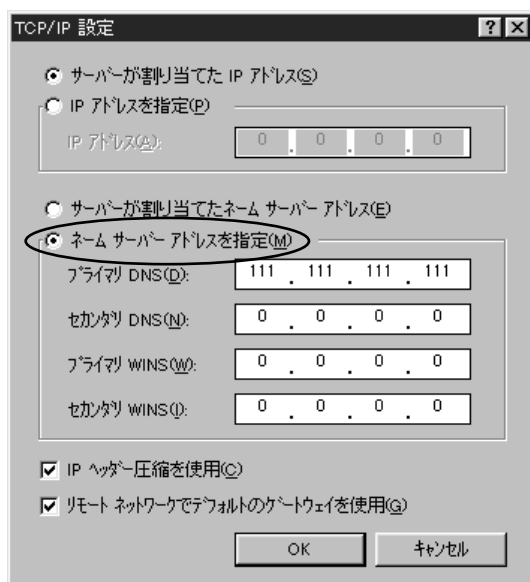 TCP/IP 設定
サーバーが割り当てた IP アドレス(S)
IP アドレスを指定(P)
IP アドレス(A): 0 . 0 . 0 . 0
サーバーが割り当てたネーム サーバー アドレス(E)
ネーム サーバー アドレスを指定(M)
プライマリ DNS(D): 111 . 111 . 111 . 111
セカンダリ DNS(N): 0 . 0 . 0 . 0
プライマリ WINS(W): 0 . 0 . 0 . 0
セカンダリ WINS(I): 0 . 0 . 0 . 0
IP ヘッダー圧縮を使用(C)
リモート ネットワークでデフォルトのゲートウェイを使用(G)
OK キャンセル